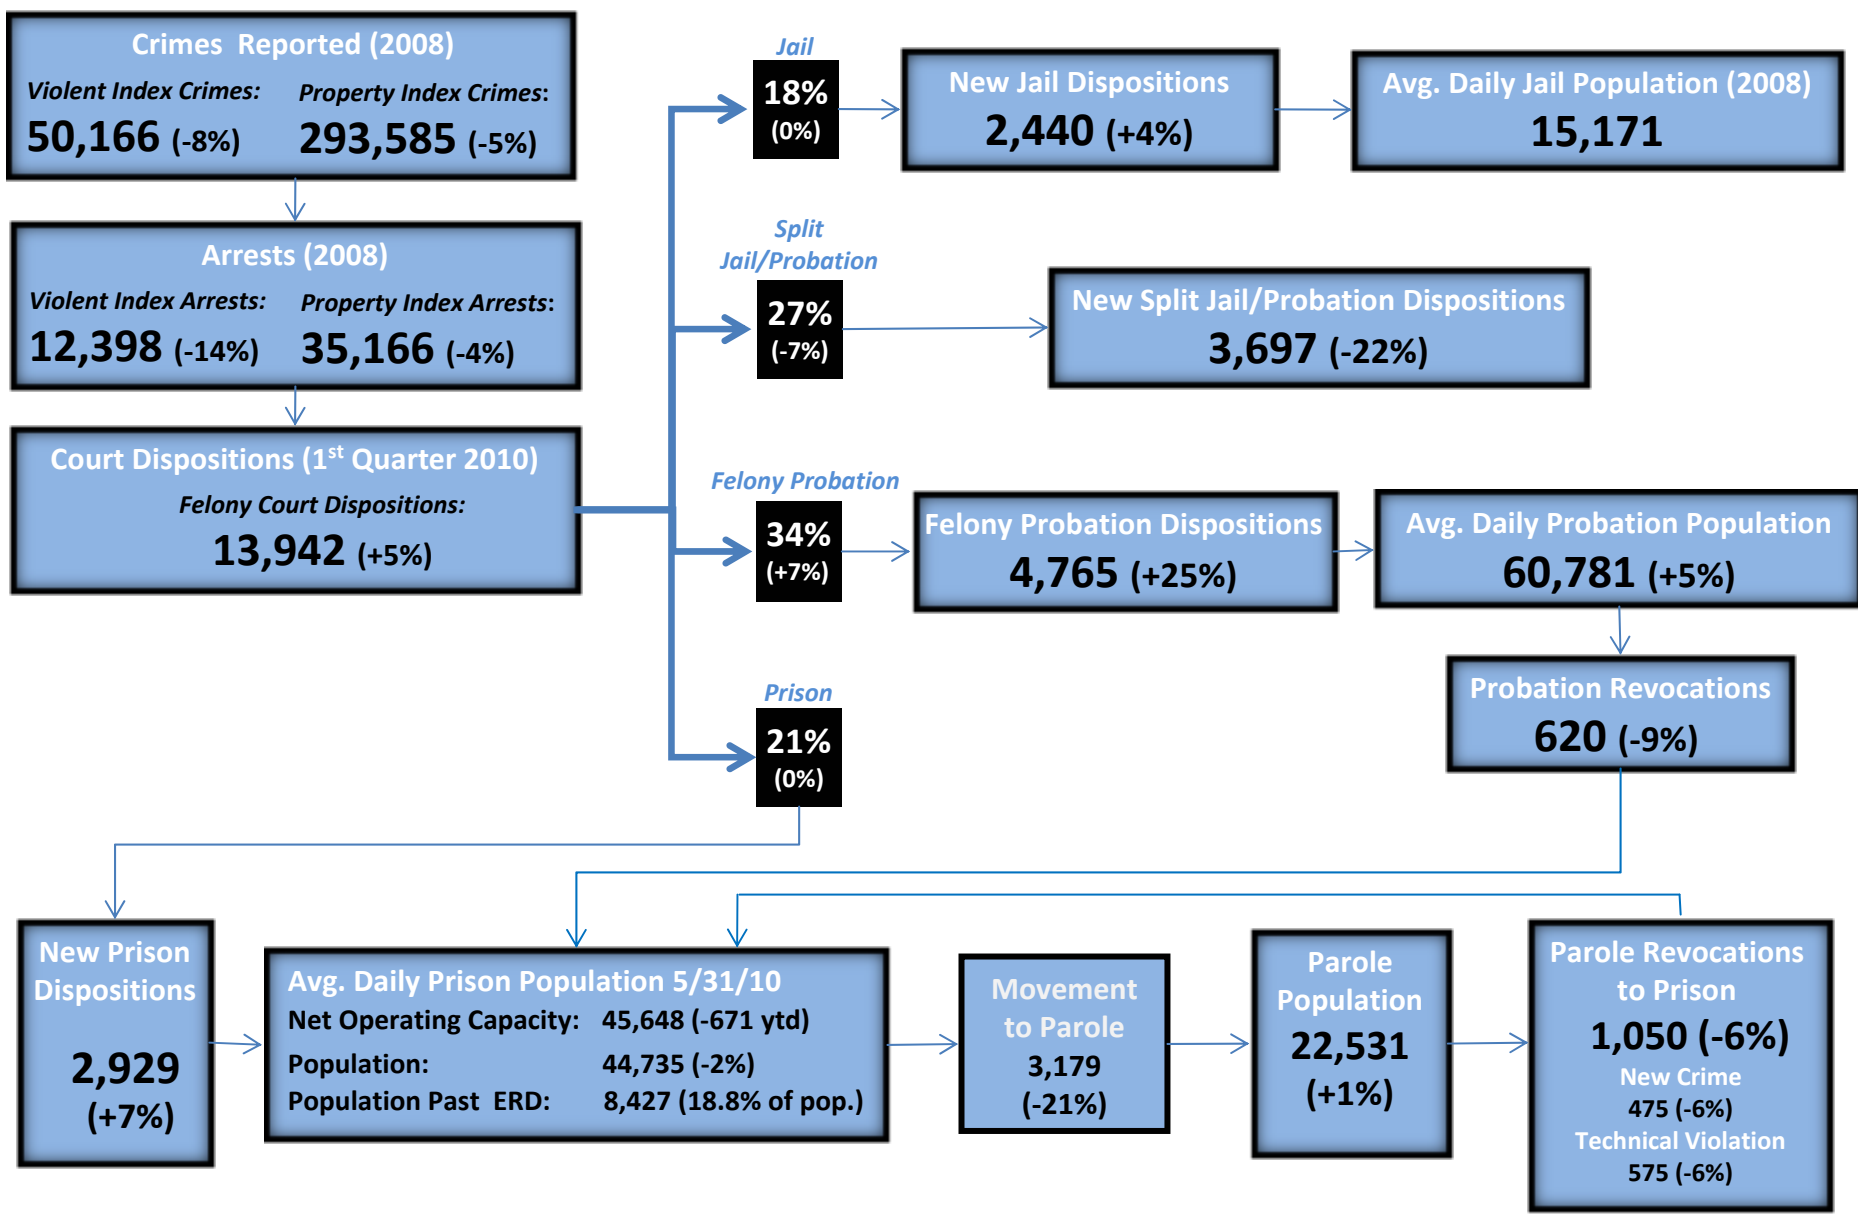 Crimes Reported (2008)
Violent Index Crimes: Property Index Crimes:
50,166 (-8%) 293,585 (-5%)
Arrests (2008)
Violent Index Arrests: Property Index Arrests:
12,398 (-14%) 35,166 (-4%)
Court Dispositions (1st Quarter 2010)
Felony Court Dispositions:
13,942 (+5%)
Jail
18%
(0%)
New Jail Dispositions
2,440 (+4%)
Avg. Daily Jail Population (2008)
15,171
Split
Jail/Probation
27%
(-7%)
New Split Jail/Probation Dispositions
3,697 (-22%)
Felony Probation
34%
(+7%)
Felony Probation Dispositions
4,765 (+25%)
Avg. Daily Probation Population
60,781 (+5%)
Probation Revocations
620 (-9%)
Prison
21%
(0%)
New Prison
Dispositions
2,929
(+7%)
Avg. Daily Prison Population 5/31/10
Net Operating Capacity: 45,648 (-671 ytd)
Population: 44,735 (-2%)
Population Past ERD: 8,427 (18.8% of pop.)
Movement
to Parole
3,179
(-21%)
Parole
Population
22,531
(+1%)
Parole Revocations
to Prison
1,050 (-6%)
New Crime
475 (-6%)
Technical Violation
575 (-6%)